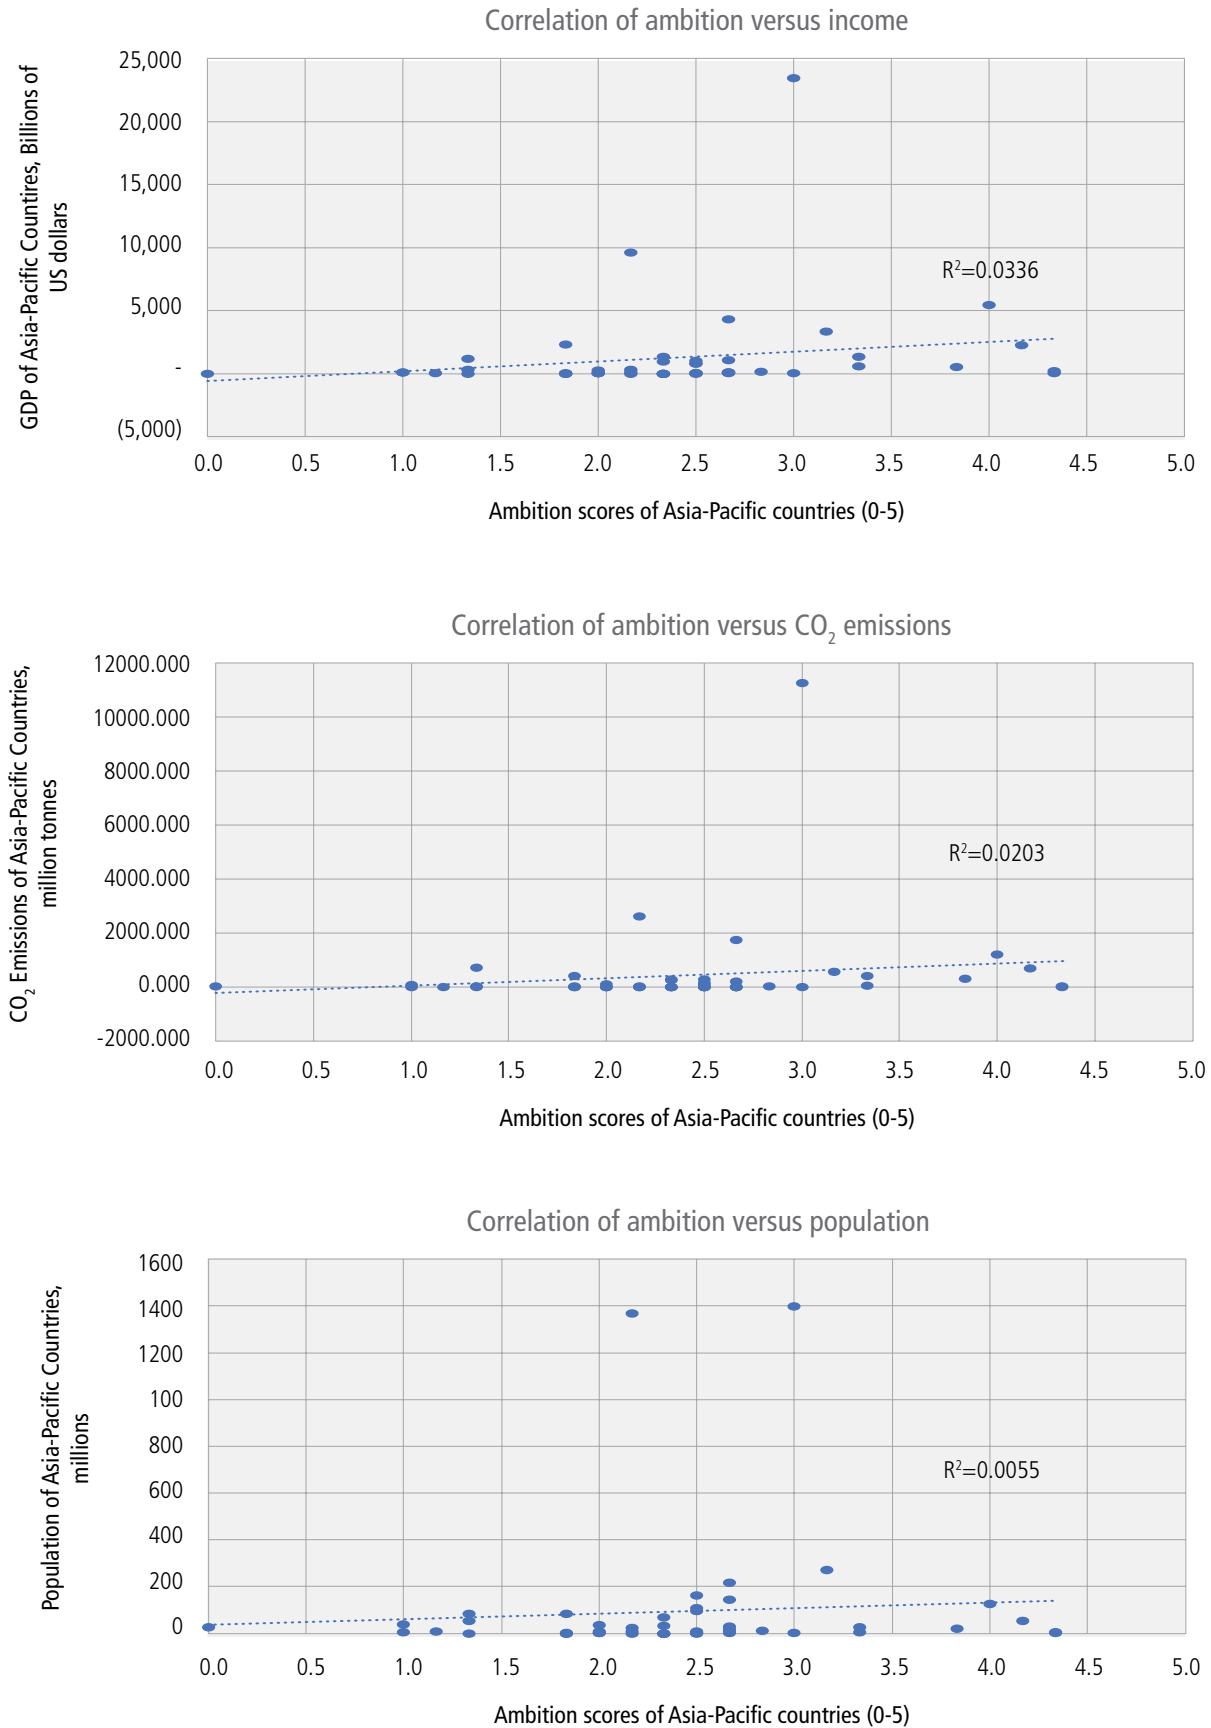 Correlation of ambition versus income
GDP of Asia-Pacific Countires, Billions of
US dollars
25,000
20,000
15,000
10,000
5,000
-
(5,000)
R²=0.0336
0.0 0.5 1.0 1.5 2.0 2.5 3.0 3.5 4.0 4.5 5.0
Ambition scores of Asia-Pacific countries (0-5)
Correlation of ambition versus CO₂ emissions
CO₂ Emissions of Asia-Pacific Countries,
million tonnes
12000.000
10000.000
8000.000
6000.000
4000.000
2000.000
0.000
-2000.000
R²=0.0203
0.0 0.5 1.0 1.5 2.0 2.5 3.0 3.5 4.0 4.5 5.0
Ambition scores of Asia-Pacific countries (0-5)
Correlation of ambition versus population
Population of Asia-Pacific Countries,
millions
1600
1400
1200
100
800
600
400
200
0
R²=0.0055
0.0 0.5 1.0 1.5 2.0 2.5 3.0 3.5 4.0 4.5 5.0
Ambition scores of Asia-Pacific countries (0-5)